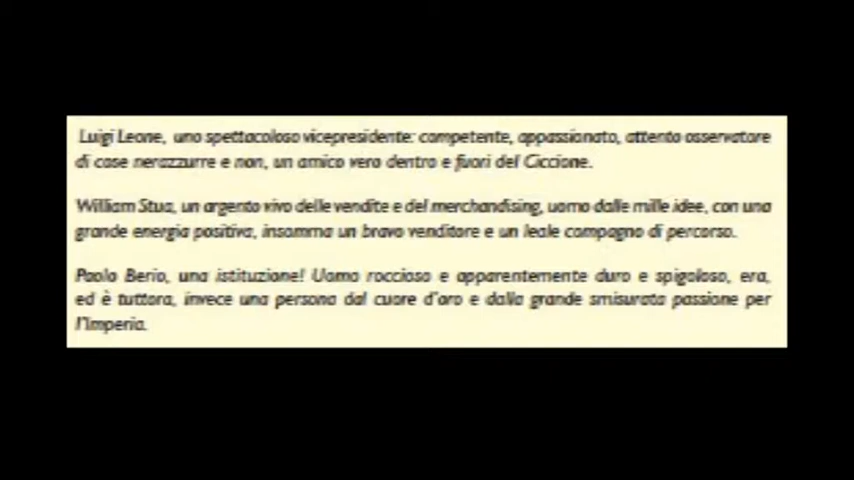 Luigi Leone, uno spettacoloso vicepresidente: competente, appassionato, attento osservatore
di cose nerazzurre e non, un amico vero dentro e fuori del Ciccione.
William Stua, un argento vivo delle vendite e del merchandising, uomo dalle mille idee, con una
grande energia positiva, insomma un bravo venditore e un leale compagno di percorso.
Paolo Berio, una istituzione! Uomo roccioso e apparentemente duro e spigoloso, era,
ed è tuttora, invece una persona dal cuore d'oro e dalla grande smisurata passione per
l'Imperia.